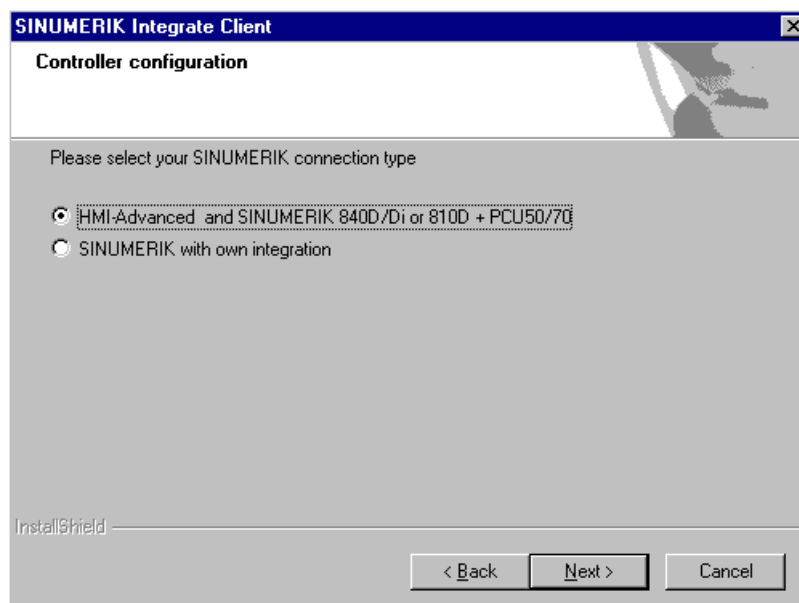 SINUMERIK Integrate Client
Controller configuration
Please select your SINUMERIK connection type
HMI-Advanced and SINUMERIK 840D/Di or 810D + PCU50/70
SINUMERIK with own integration
InstallShield
< Back Next > Cancel